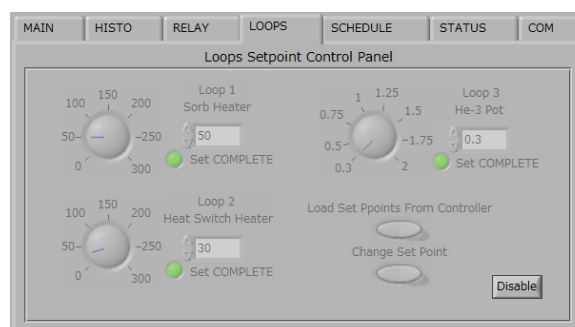 MAIN HISTO RELAY LOOPS SCHEDULE STATUS COM
Loops Setpoint Control Panel
Loop 1
Sorb Heater
0 50 100 150 200 250 300
50
Set COMPLETE
Loop 3
He-3 Pot
0.3 0.5 0.75 1 1.25 1.5 1.75 2
0.3
Set COMPLETE
Loop 2
Heat Switch Heater
0 50 100 150 200 250 300
30
Set COMPLETE
Load Set Ppoints From Controller
Change Set Point
Disable